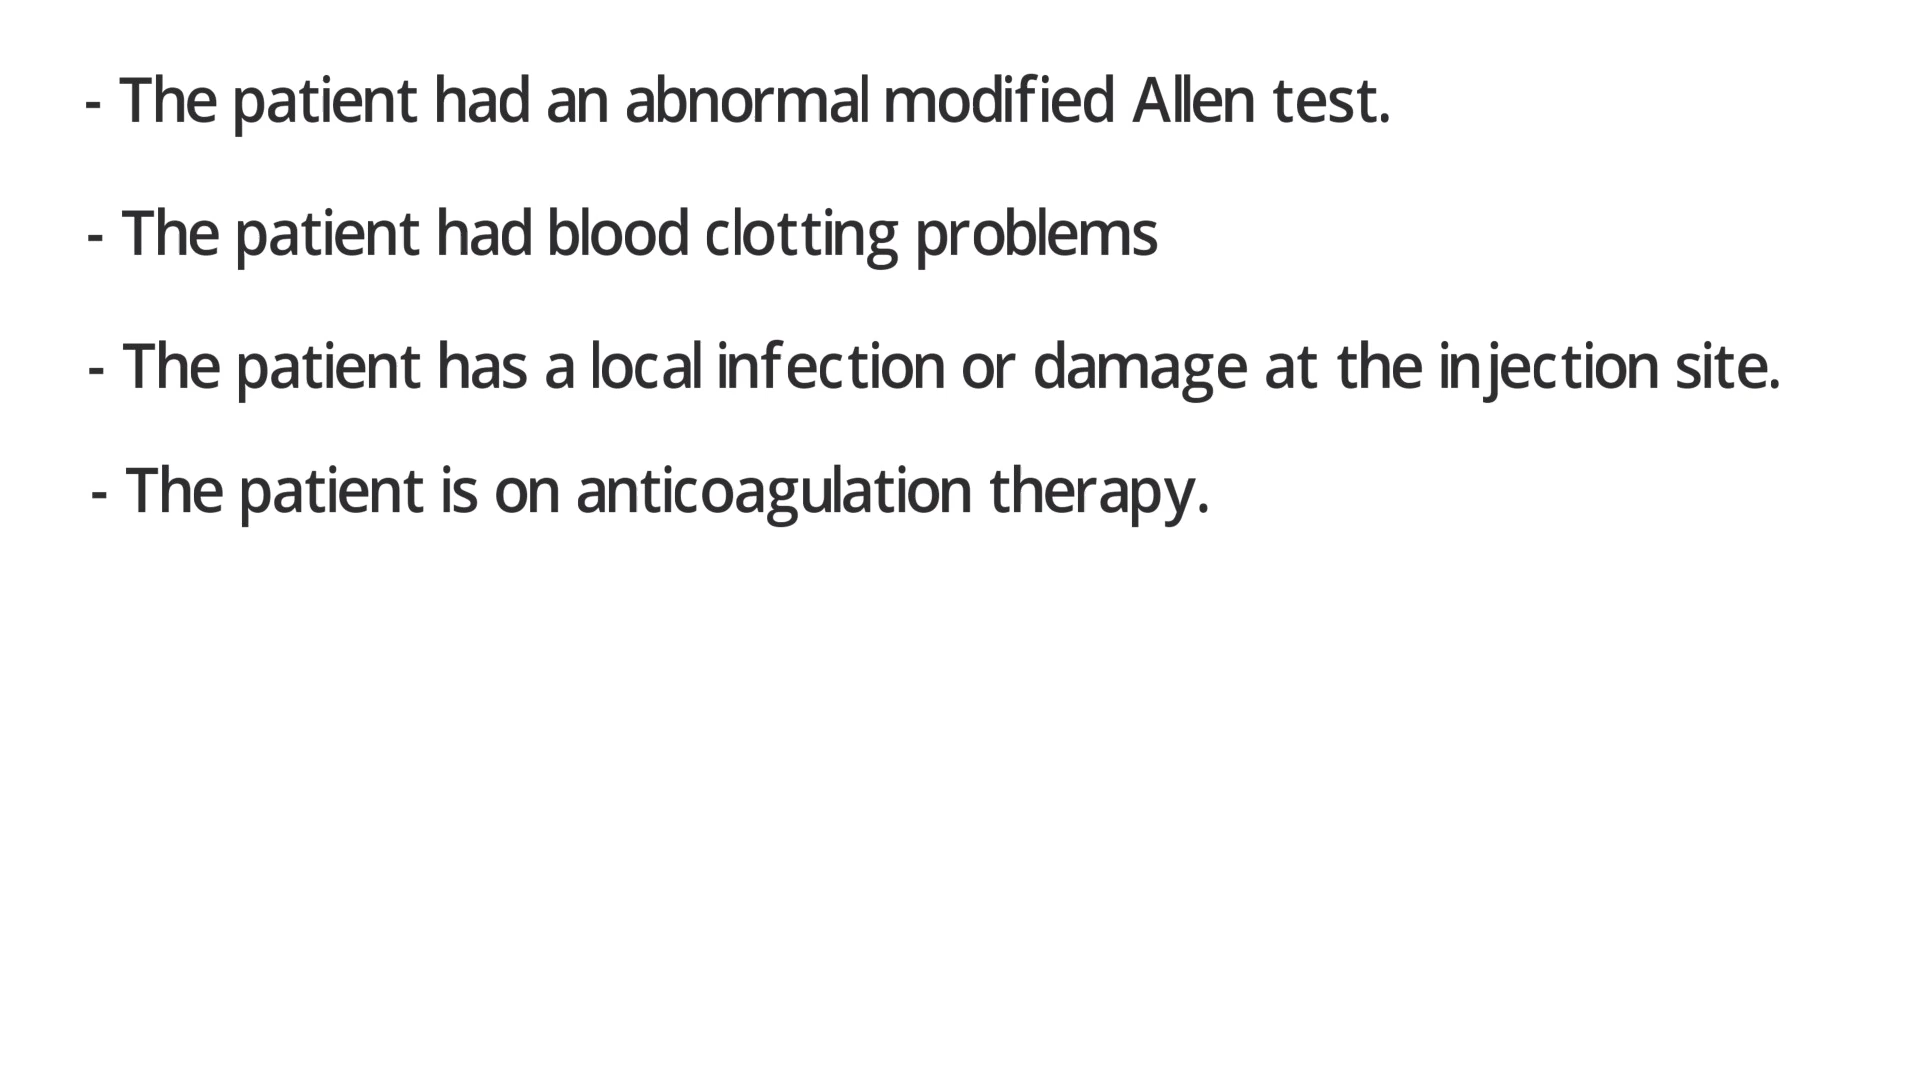 - The patient had an abnormal modified Allen test.
- The patient had blood clotting problems
- The patient has a local infection or damage at the injection site.
- The patient is on anticoagulation therapy.